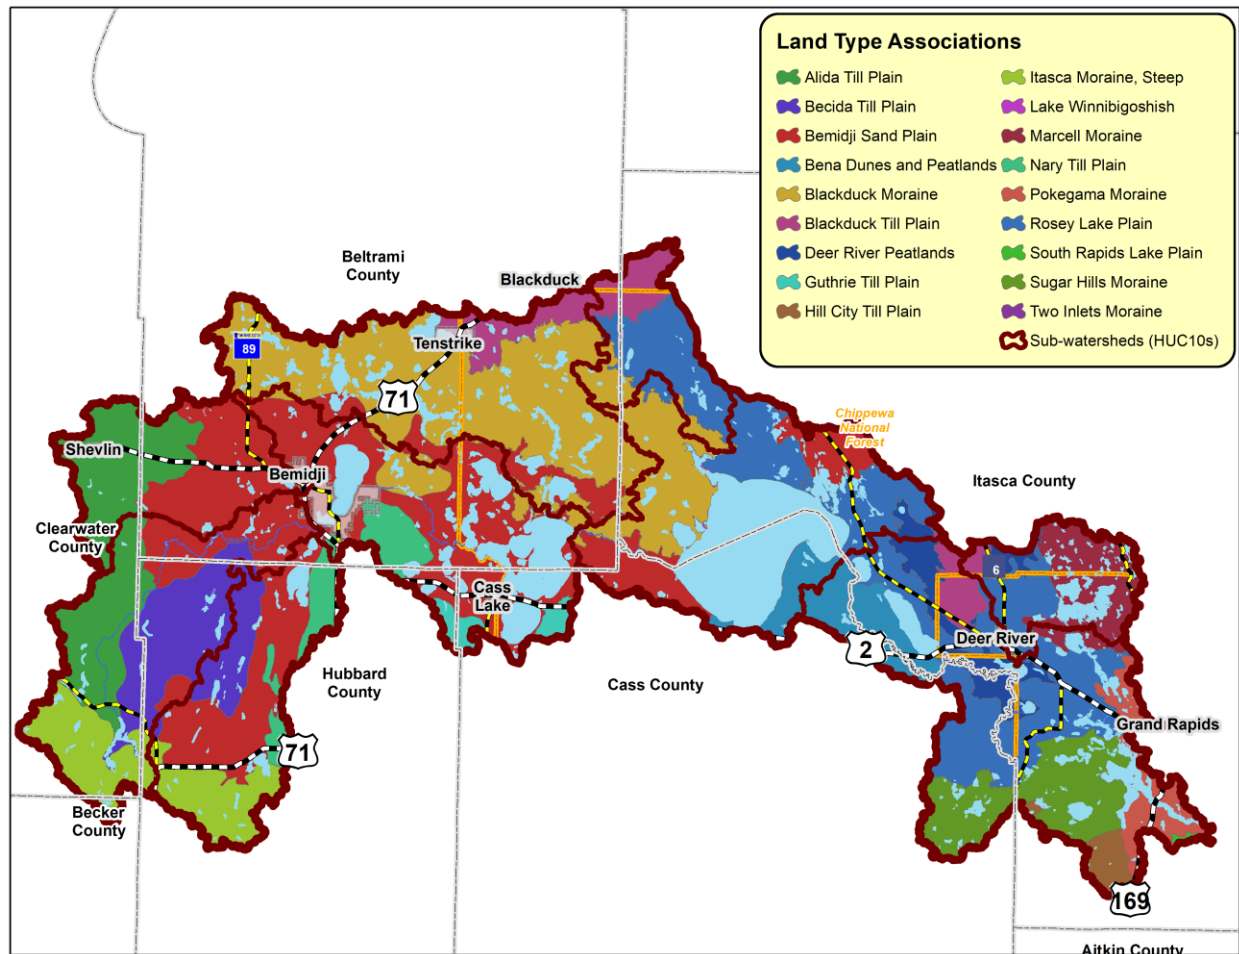 Land Type Associations
Alida Till Plain
Becida Till Plain
Bemidji Sand Plain
Bena Dunes and Peatlands
Blackduck Moraine
Blackduck Till Plain
Deer River Peatlands
Guthrie Till Plain
Hill City Till Plain
Itasca Moraine, Steep
Lake Winnibigoshish
Marcell Moraine
Nary Till Plain
Pokegama Moraine
Rosey Lake Plain
South Rapids Lake Plain
Sugar Hills Moraine
Two Inlets Moraine
Sub-watersheds (HUC10s)
Beltrami
County
Blackduck
Tenstrike
89
71
Chippewa
National
Forest
Shevlin
Bemidji
Itasca County
Clearwater
County
6
Cass
Lake
Deer River
2
Hubbard
County
Cass County
Grand Rapids
71
Becker
County
169
Aitkin County